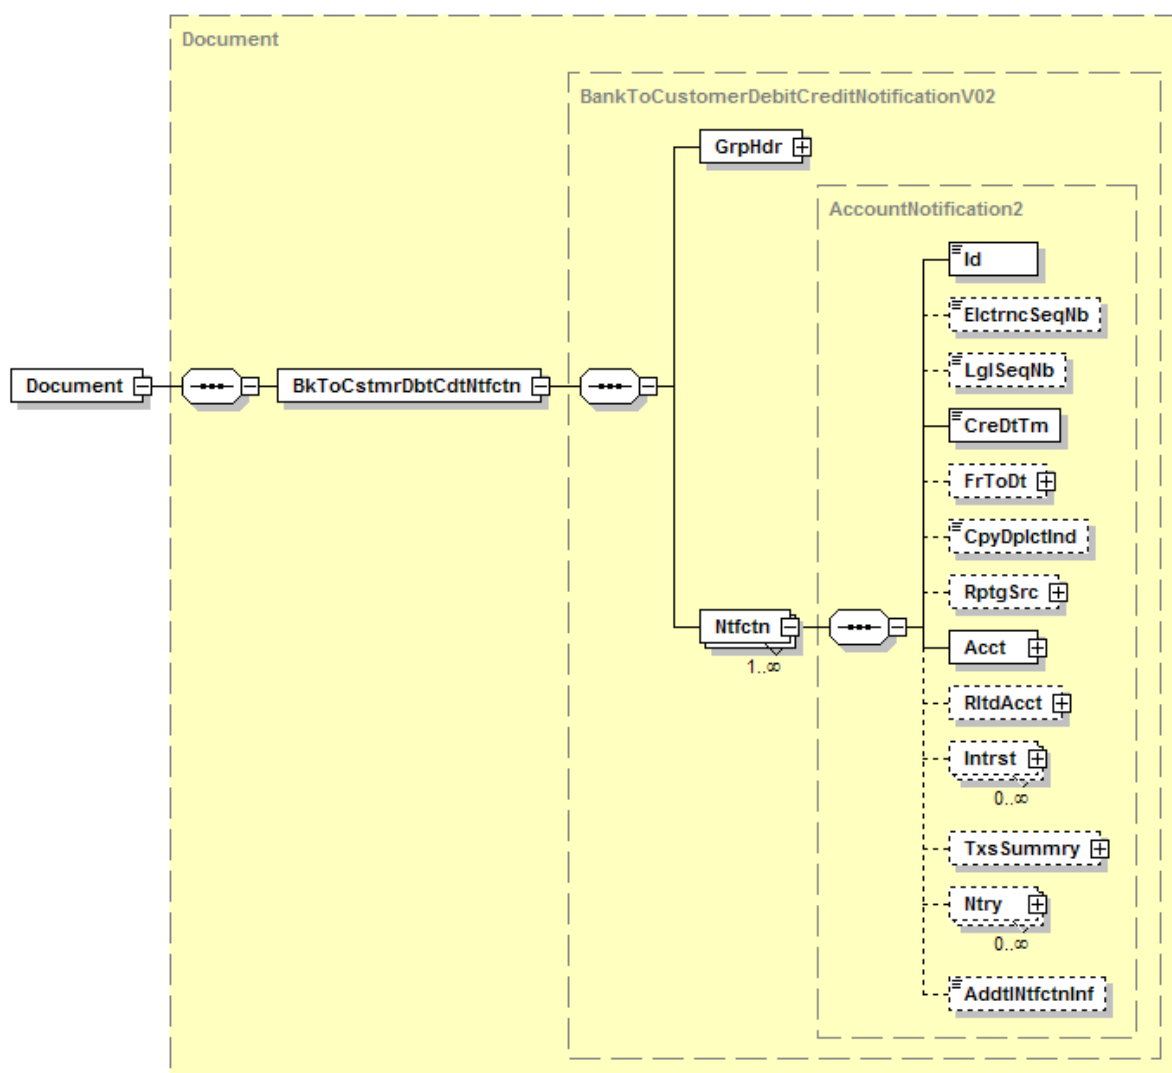 Document
BankToCustomerDebitCreditNotificationV02
GrpHdr
AccountNotification2
Id
ElctrncSeqNb
LglSeqNb
Document
BkToCstmrDbtCdtNtfctn
CreDtTm
FrToDt
CpyDplctInd
RptgSrc
Ntfctn
1..∞
Acct
RltdAcct
Intrst
0..∞
TxsSummry
Ntry
0..∞
AddtlNtfctnInf